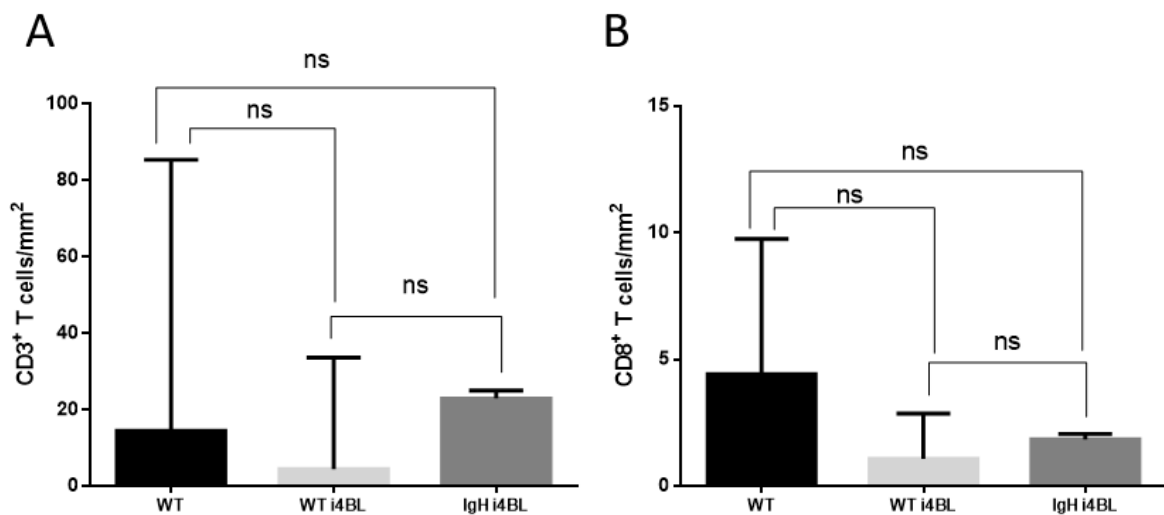 A
ns
ns
ns
100
80
60
40
20
0
CD3⁺ T cells/mm²
WT
WT i4BL
IgH i4BL
B
ns
ns
ns
15
10
5
0
CD8⁺ T cells/mm²
WT
WT i4BL
IgH i4BL